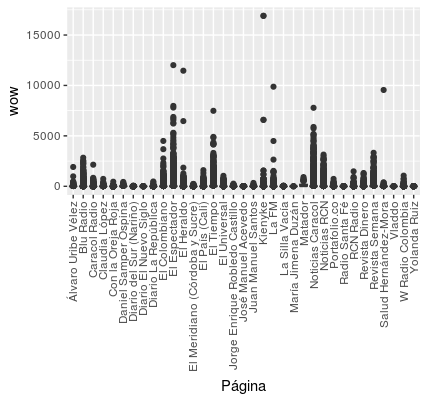 wow
15000
10000
5000
0
Álvaro Uribe Vélez
Blu Radio
Caracol Radio
Claudia López
Con la Oreja Roja
Daniel Samper Ospina
Diario del Sur (Nariño)
Diario El Nuevo Siglo
Diario La República
El Colombiano
El Espectador
El Heraldo
El Meridiano (Córdoba y Sucre)
El País (Cali)
El Tiempo
El Universal
Jorge Enrique Robledo Castillo
José Manuel Acevedo
Juan Manuel Santos
Kienyke
La FM
La Silla Vacía
María Jimena Duzán
Matador
Noticias Caracol
Noticias RCN
Portafolio.co
Radio Santa Fe
RCN Radio
Revista Dinero
Revista Semana
Salud Hernández-Mora
Vladdo
W Radio Colombia
Yolanda Ruiz
Página